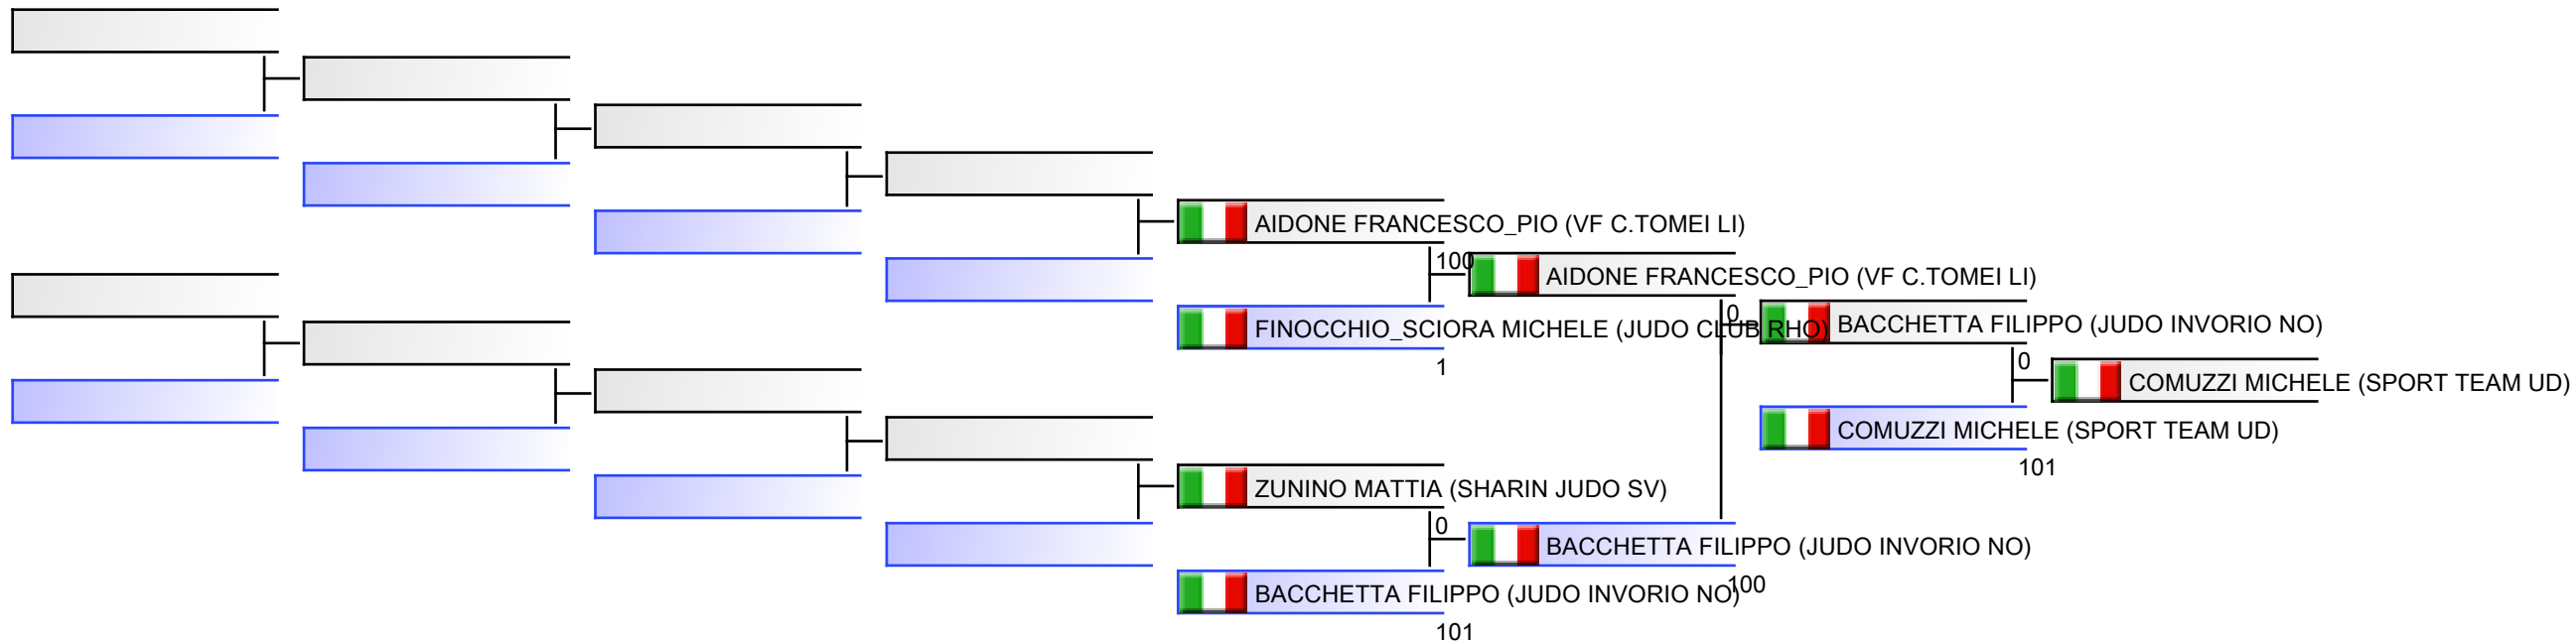 AIDONE FRANCESCO_PIO (VF C.TOMEI LI)
100
AIDONE FRANCESCO_PIO (VF C.TOMEI LI)
FINOCCHIO_SCIORA MICHELE (JUDO CLUB RHO)
1
0
BACCHETTA FILIPPO (JUDO INVORIO NO)
0
COMUZZI MICHELE (SPORT TEAM UD)
COMUZZI MICHELE (SPORT TEAM UD)
101
ZUNINO MATTIA (SHARIN JUDO SV)
0
BACCHETTA FILIPPO (JUDO INVORIO NO)
100
BACCHETTA FILIPPO (JUDO INVORIO NO)
101